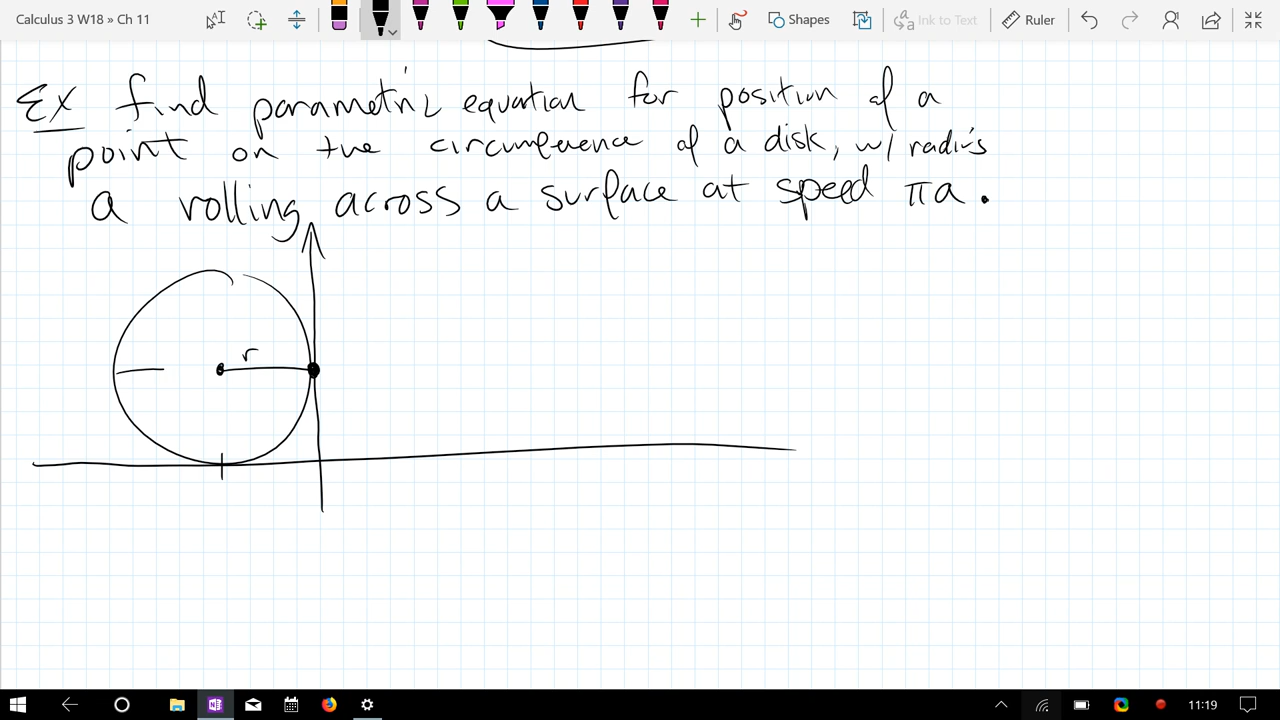 Calculus 3 W18 » Ch 11
Ink to Text
Shapes
Ruler
Ex find parametric equation for position of a
point on the circumference of a disk, w/ radius
a rolling across a surface at speed πa.
r
11:19